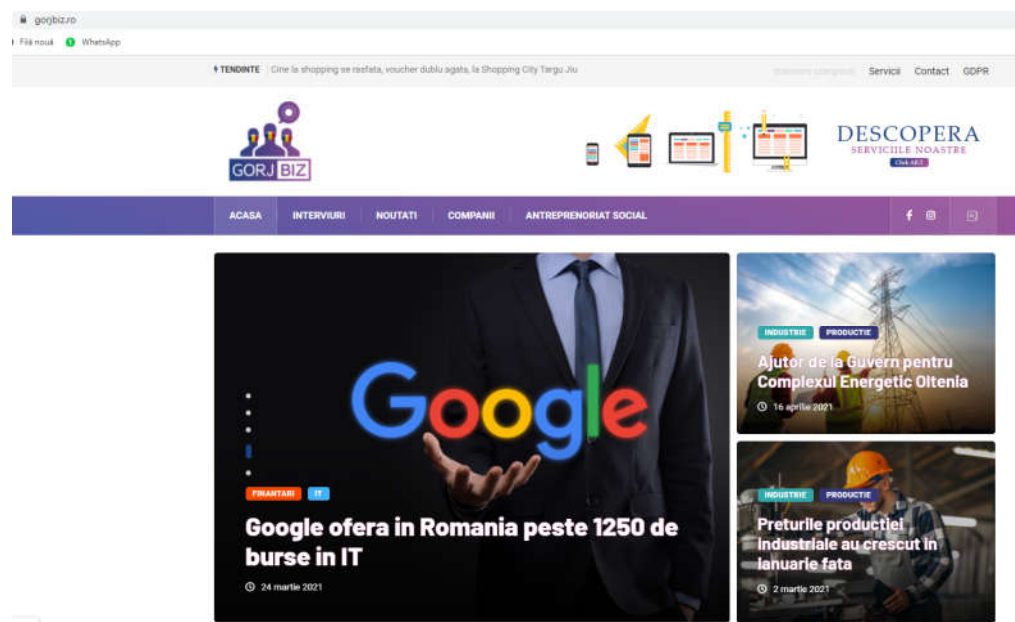 gorjbiz.ro
Filă nouă WhatsApp
TENDINTE Cine la shopping se rasfata, voucher dublu agata, la Shopping City Targu Jiu
Servicii Contact GDPR
GORJ BIZ
DESCOPERA
SERVICIILE NOASTRE
Click AICI
ACASA INTERVIURI NOUTATI COMPANII ANTREPRENORIAT SOCIAL
Google
FINANTARI IT
Google ofera in Romania peste 1250 de
burse in IT
24 martie 2021
INDUSTRIE PRODUCTIE
Ajutor de la Guvern pentru
Complexul Energetic Oltenia
16 aprilie 2021
INDUSTRIE PRODUCTIE
Preturile productiei
industriale au crescut in
ianuarie fata
2 martie 2021